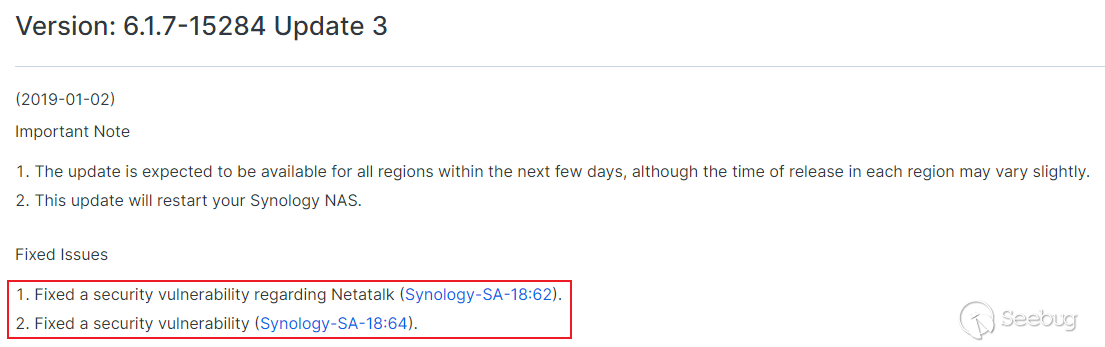 Version: 6.1.7-15284 Update 3
(2019-01-02)
Important Note
1. The update is expected to be available for all regions within the next few days, although the time of release in each region may vary slightly.
2. This update will restart your Synology NAS.
Fixed Issues
1. Fixed a security vulnerability regarding Netatalk (Synology-SA-18:62).
2. Fixed a security vulnerability (Synology-SA-18:64).
Seebug